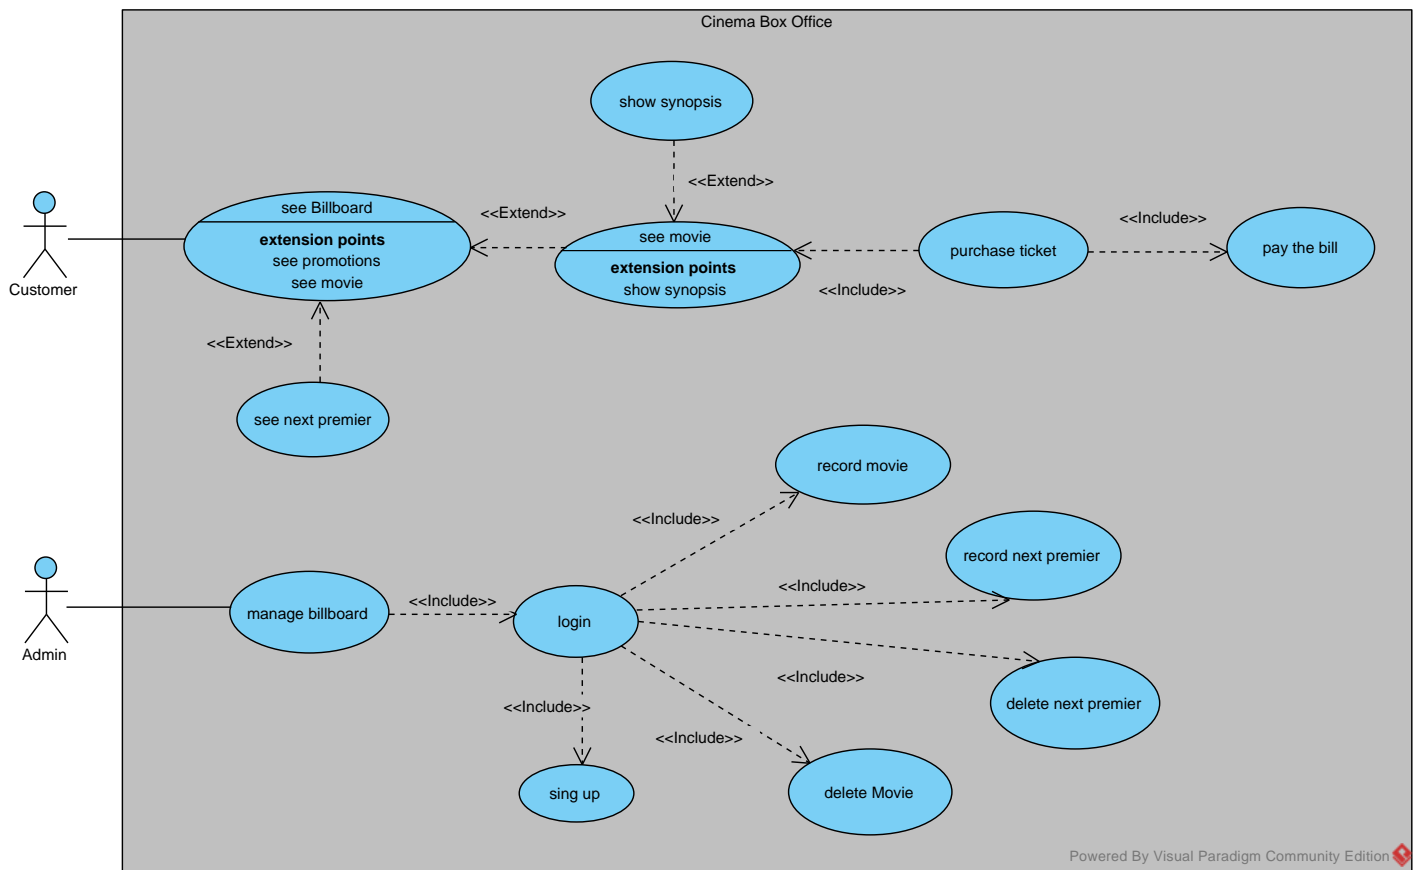 Cinema Box Office
show synopsis
<<Extend>>
Customer
see Billboard
extension points
see promotions
see movie
<<Extend>>
see movie
extension points
show synopsis
<<Include>>
purchase ticket
<<Include>>
pay the bill
<<Extend>>
see next premier
record movie
<<Include>>
record next premier
<<Include>>
Admin
manage billboard
<<Include>>
login
<<Include>>
delete next premier
<<Include>>
<<Include>>
sing up
delete Movie
Powered By Visual Paradigm Community Edition